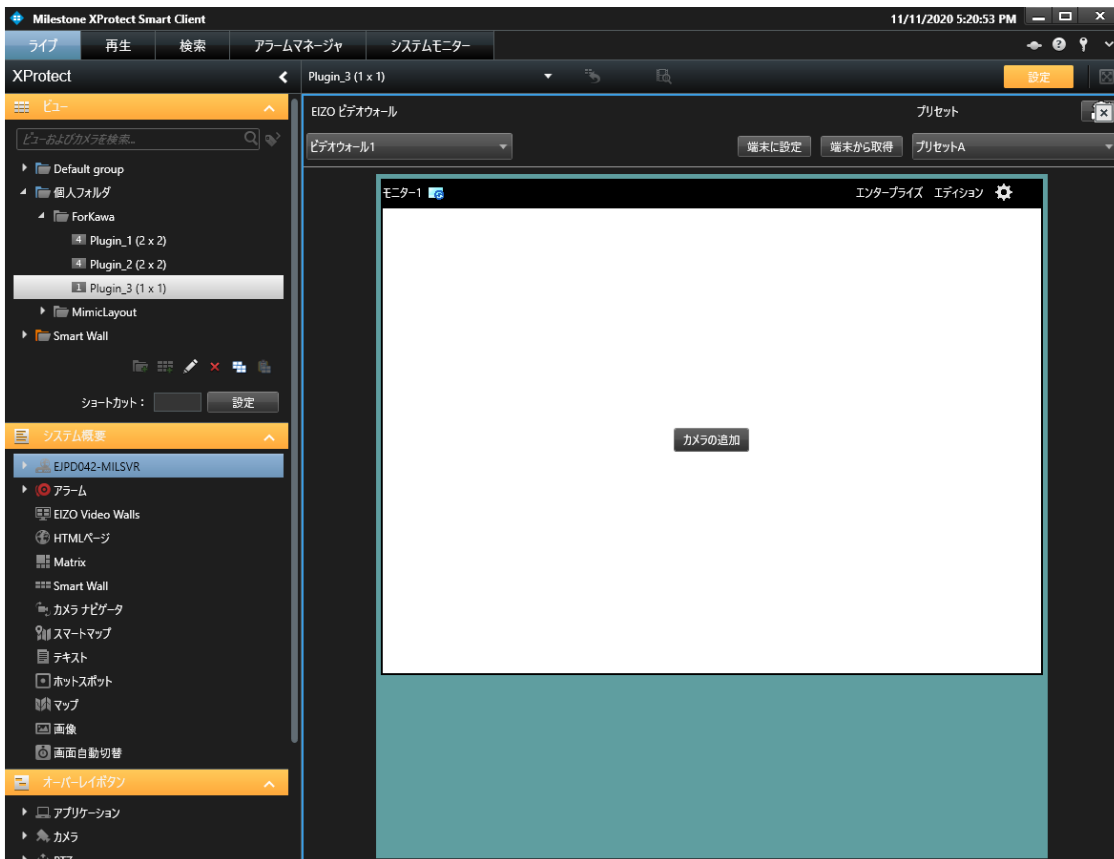 Milestone XProtect Smart Client
11/11/2020 5:20:53 PM
ライブ 再生 検索 アラームマネージャ システムモニター
XProtect
Plugin_3 (1 x 1)
設定
ビュー
EIZO ビデオウォール
プリセット
ビューおよびカメラを検索...
ビデオウォール1
端末に設定 端末から取得 プリセットA
Default group
個人フォルダ
モニター1
エンタープライズ エディション
ForKawa
4 Plugin_1 (2 x 2)
4 Plugin_2 (2 x 2)
1 Plugin_3 (1 x 1)
MimicLayout
Smart Wall
ショートカット：
設定
システム概要
カメラの追加
EJPD042-MILSVR
アラーム
EIZO Video Walls
HTMLページ
Matrix
Smart Wall
カメラ ナビゲータ
スマートマップ
テキスト
ホットスポット
マップ
画像
画面自動切替
オーバーレイボタン
アプリケーション
カメラ